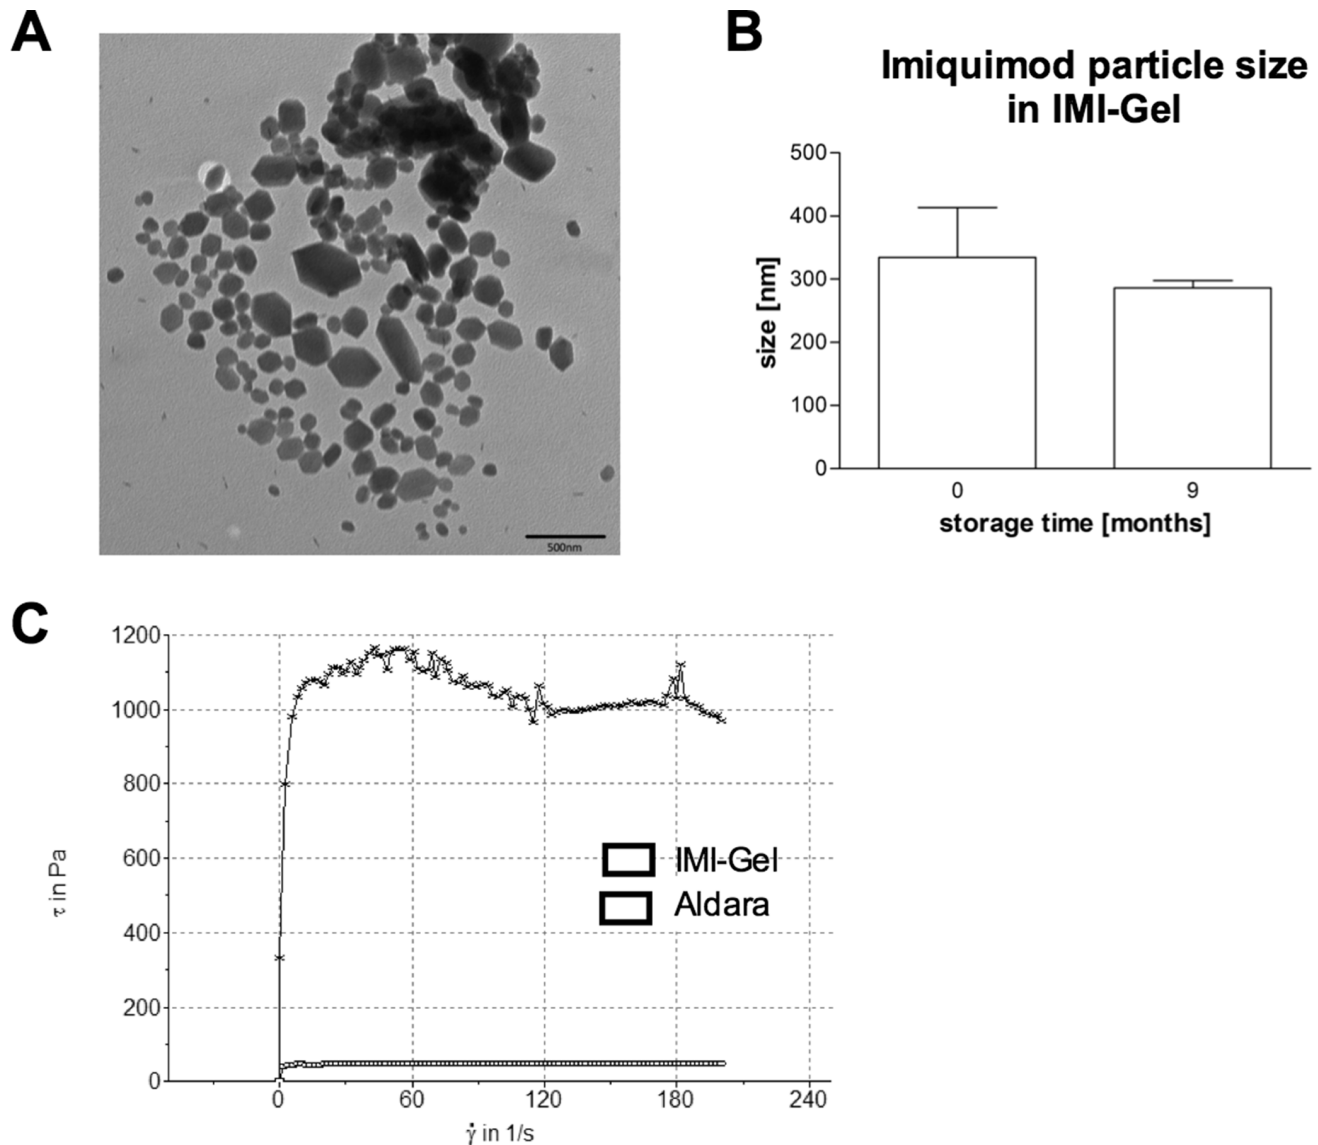 A
500nm
B
Imiquimod particle size
in IMI-Gel
500
400
300
200
100
0
size [nm]
0 9
storage time [months]
C
1200
1000
800
600
400
200
0
τ in Pa
IMI-Gel
Aldara
0 60 120 180 240
γ̇ in 1/s